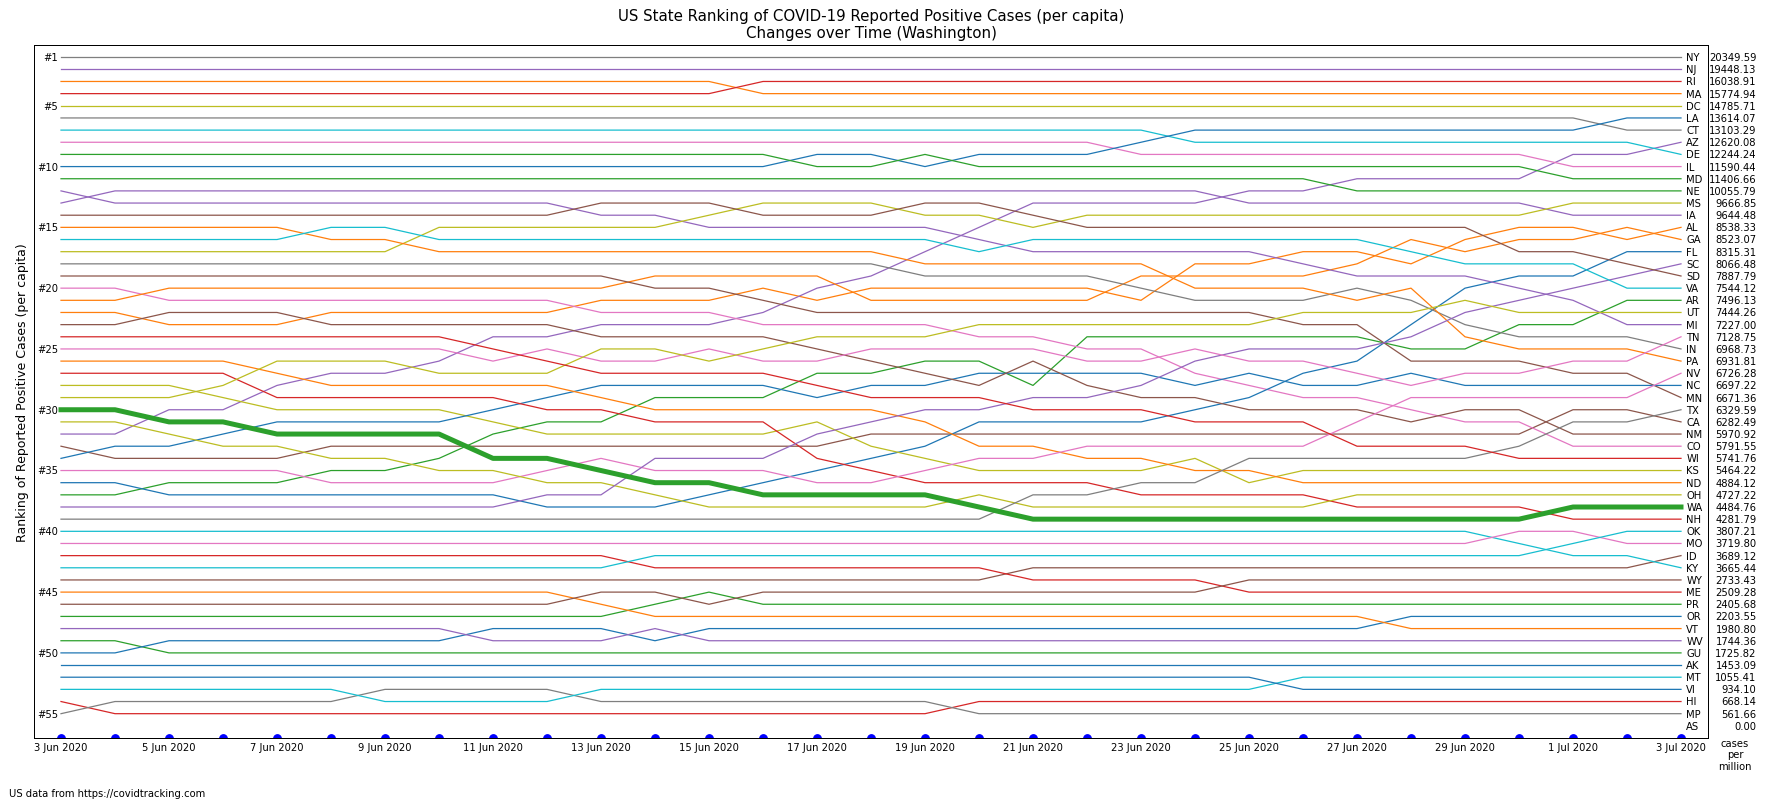 US State Ranking of COVID-19 Reported Positive Cases (per capita)
Changes over Time (Washington)
Ranking of Reported Positive Cases (per capita)
#1
#5
#10
#15
#20
#25
#30
#35
#40
#45
#50
#55
NY 20349.59
NJ 19448.13
RI 16038.91
MA 15774.94
DC 14785.71
LA 13614.07
CT 13103.29
AZ 12620.08
DE 12244.24
IL 11590.44
MD 11406.66
NE 10055.79
MS 9666.85
IA 9644.48
AL 8538.33
GA 8523.07
FL 8315.31
SC 8066.48
SD 7887.79
VA 7544.12
AR 7496.13
UT 7444.26
MI 7227.00
TN 7128.75
IN 6968.73
PA 6931.81
NV 6726.28
NC 6697.22
MN 6671.36
TX 6329.59
CA 6282.49
NM 5970.92
CO 5791.55
WI 5741.76
KS 5464.22
ND 4884.12
OH 4727.22
WA 4484.76
NH 4281.79
OK 3807.21
MO 3719.80
ID 3689.12
KY 3665.44
WY 2733.43
ME 2509.28
PR 2405.68
OR 2203.55
VT 1980.80
WV 1744.36
GU 1725.82
AK 1453.09
MT 1055.41
VI 934.10
HI 668.14
MP 561.66
AS 0.00
3 Jun 2020 5 Jun 2020 7 Jun 2020 9 Jun 2020 11 Jun 2020 13 Jun 2020 15 Jun 2020 17 Jun 2020 19 Jun 2020 21 Jun 2020 23 Jun 2020 25 Jun 2020 27 Jun 2020 29 Jun 2020 1 Jul 2020 3 Jul 2020
cases
per
million
US data from https://covidtracking.com